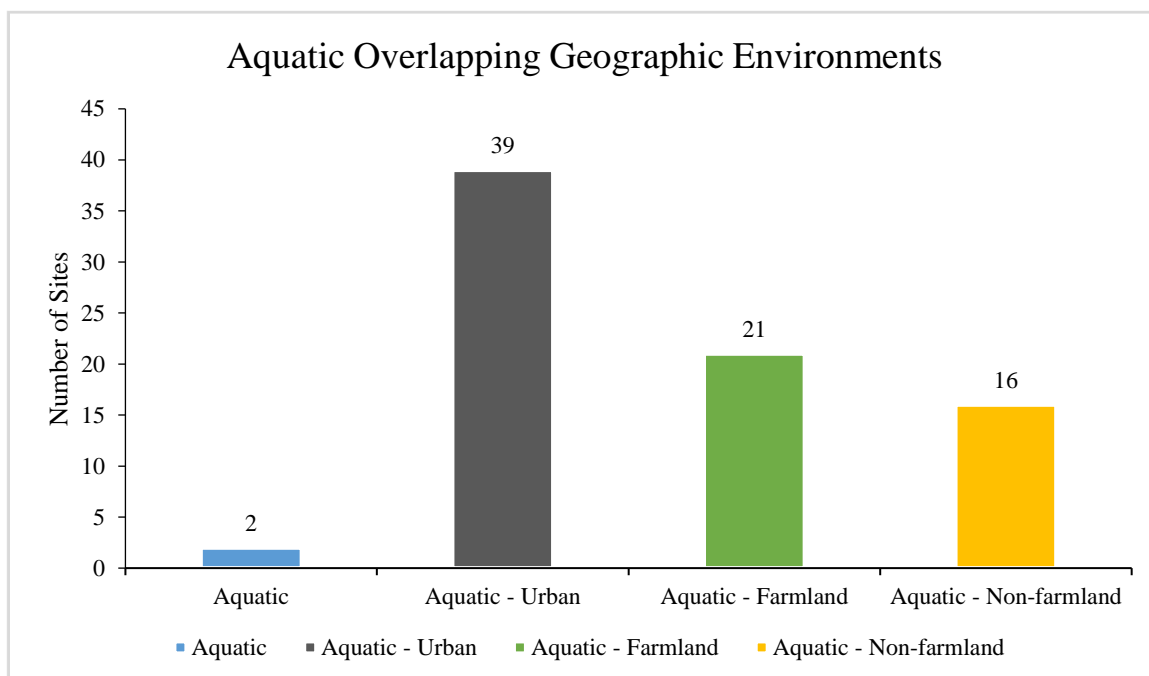 Aquatic Overlapping Geographic Environments
Number of Sites
45
40
35
30
25
20
15
10
5
0
2
39
21
16
Aquatic
Aquatic - Urban
Aquatic - Farmland
Aquatic - Non-farmland
Aquatic
Aquatic - Urban
Aquatic - Farmland
Aquatic - Non-farmland